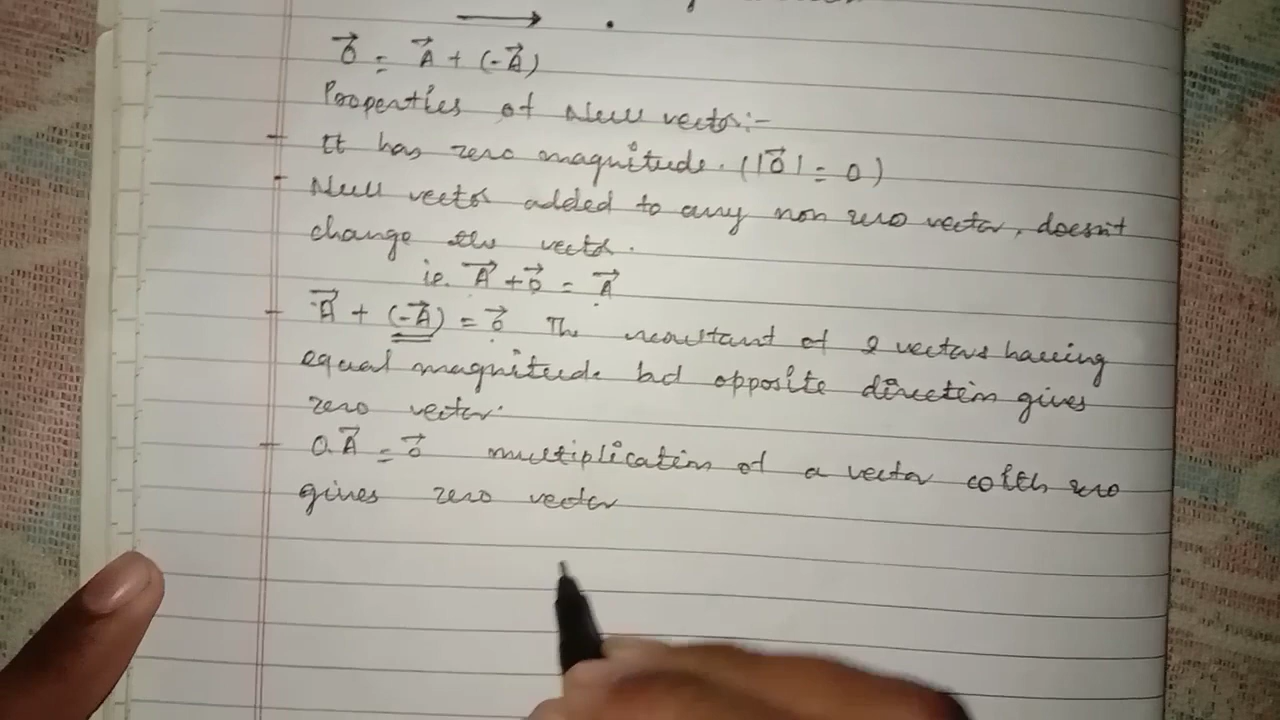 0⃗ = A⃗ + (-A⃗)
Properties of Null vector:-
- It has zero magnitude. (|0⃗| = 0)
- Null vector added to any non zero vector, doesn't
change the vector.
ie. A⃗ + 0⃗ = A⃗
- A⃗ + (-A⃗) = 0⃗ The resultant of 2 vectors having
equal magnitude bd opposite direction gives
zero vector.
- 0.A⃗ = 0⃗ multiplication of a vector with zero
gives zero vector